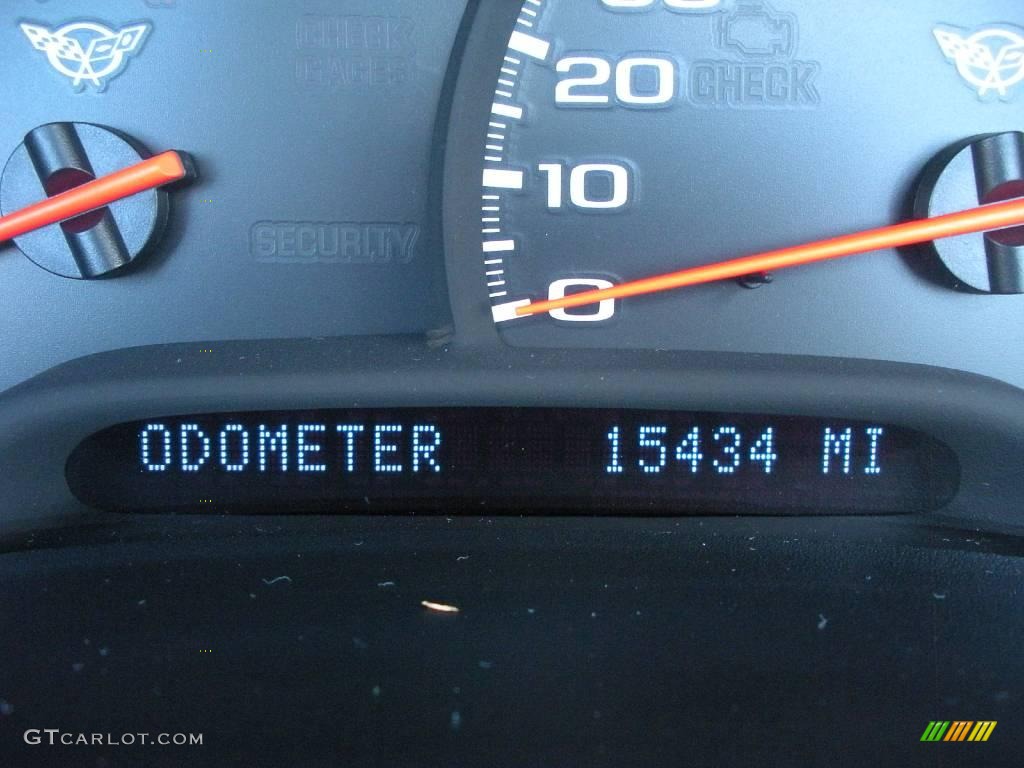 CHECK
GAGES
20
CHECK
10
SECURITY
0
ODOMETER 15434 MI
GTCARLOT.COM